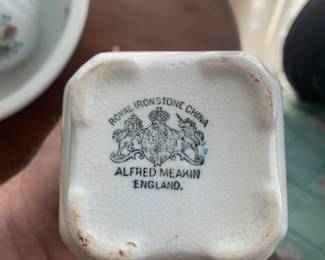 ROYAL IRONSTONE CHINA
ALFRED MEAKIN
ENGLAND.